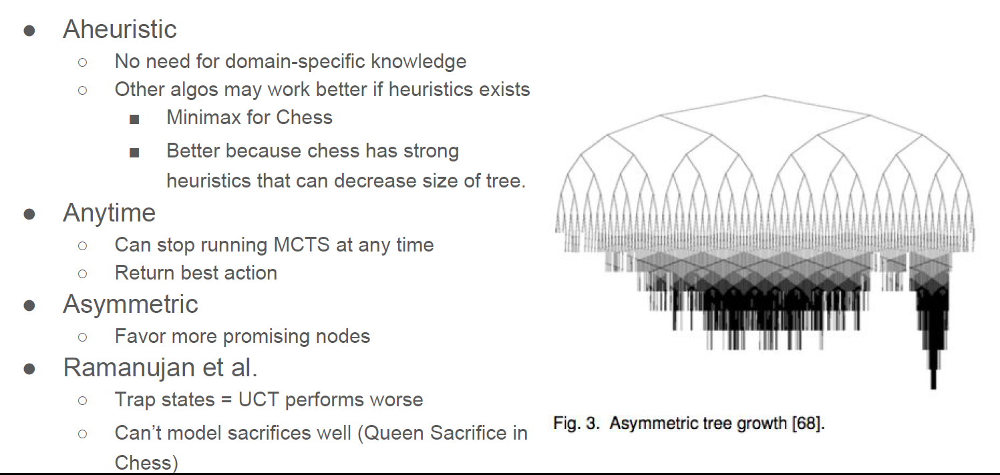 ● Aheuristic
○ No need for domain-specific knowledge
○ Other algos may work better if heuristics exists
■ Minimax for Chess
■ Better because chess has strong
heuristics that can decrease size of tree.
● Anytime
○ Can stop running MCTS at any time
○ Return best action
● Asymmetric
○ Favor more promising nodes
● Ramanujan et al.
○ Trap states = UCT performs worse
○ Can’t model sacrifices well (Queen Sacrifice in
Chess)
Fig. 3. Asymmetric tree growth [68].